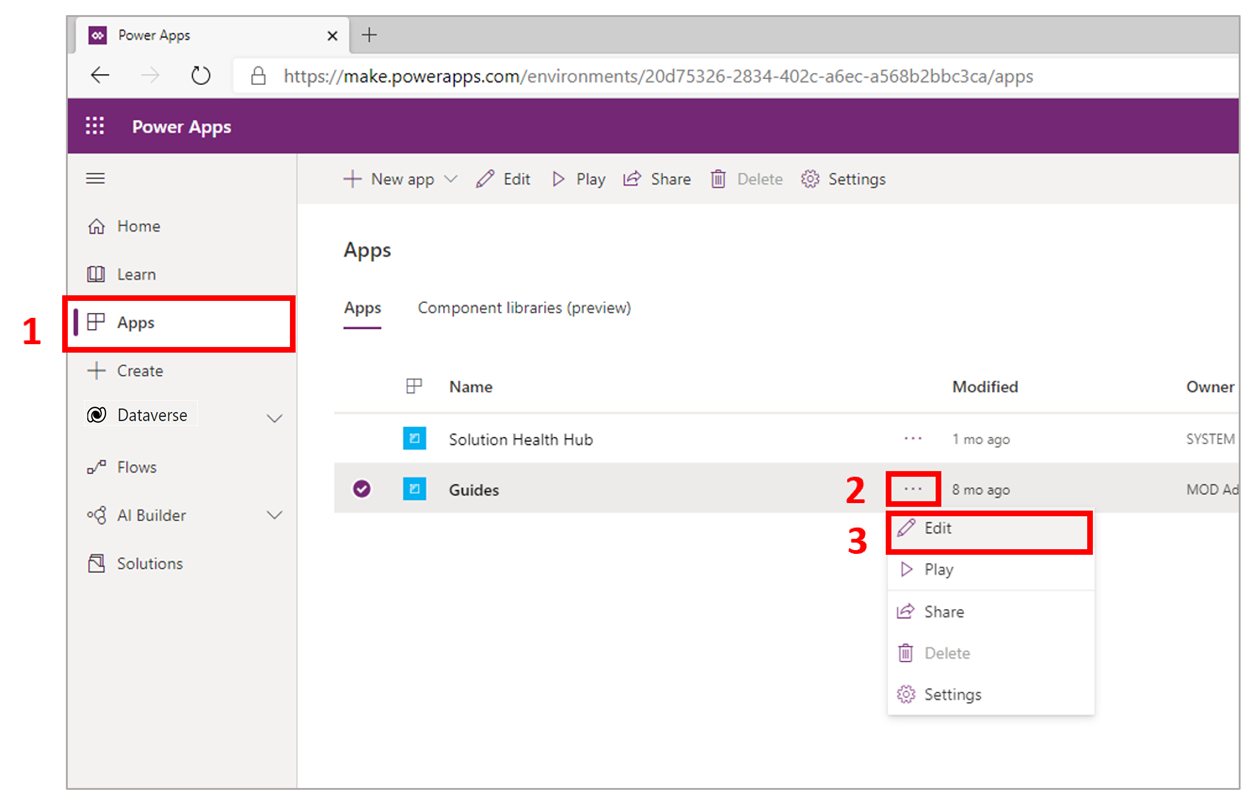 Power Apps
https://make.powerapps.com/environments/20d75326-2834-402c-a6ec-a568b2bbc3ca/apps
Power Apps
New app Edit Play Share Delete Settings
Home
Learn
1 Apps
Create
Dataverse
Flows
AI Builder
Solutions
Apps
Apps Component libraries (preview)
Name Modified Owner
Solution Health Hub ... 1 mo ago SYSTEM
Guides 2 ... 8 mo ago MOD Ad
3 Edit
Play
Share
Delete
Settings